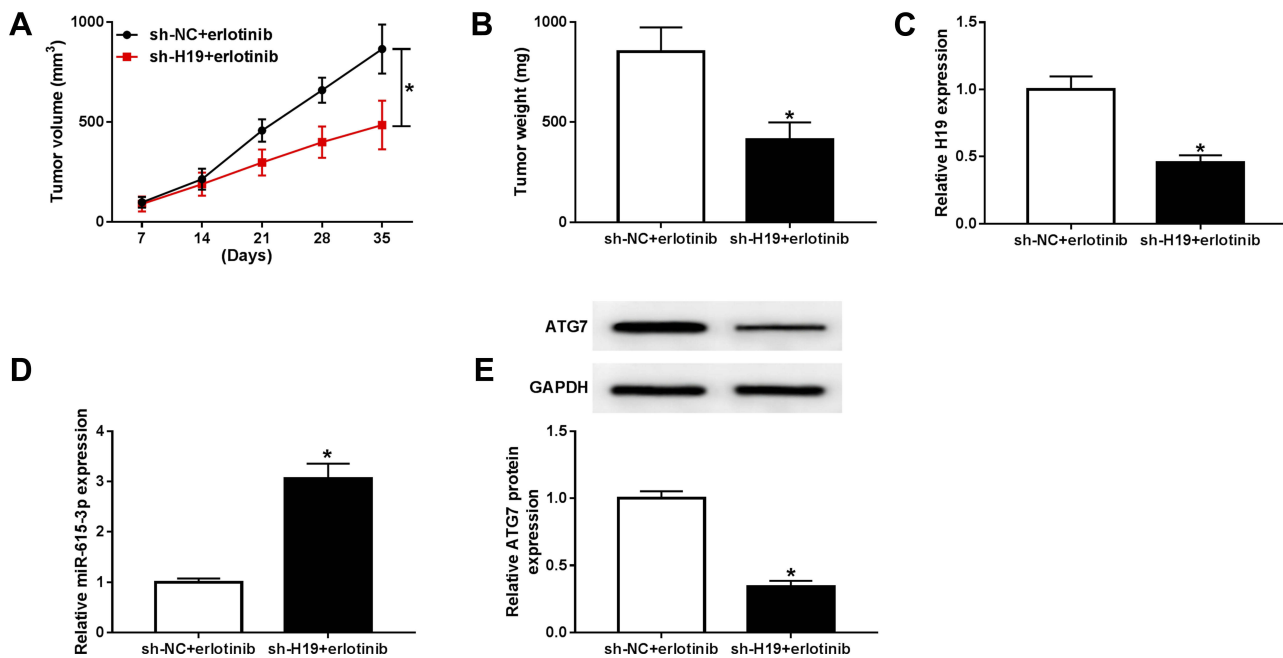 A
Tumor volume (mm³)
1000
500
0
sh-NC+erlotinib
sh-H19+erlotinib
*
7 14 21 28 35
(Days)
B
Tumor weight (mg)
1000
500
0
*
sh-NC+erlotinib sh-H19+erlotinib
C
Relative H19 expression
1.5
1.0
0.5
0.0
*
sh-NC+erlotinib sh-H19+erlotinib
D
Relative miR-615-3p expression
4
3
2
1
0
*
sh-NC+erlotinib sh-H19+erlotinib
E
ATG7
GAPDH
Relative ATG7 protein
expression
1.5
1.0
0.5
0.0
*
sh-NC+erlotinib sh-H19+erlotinib